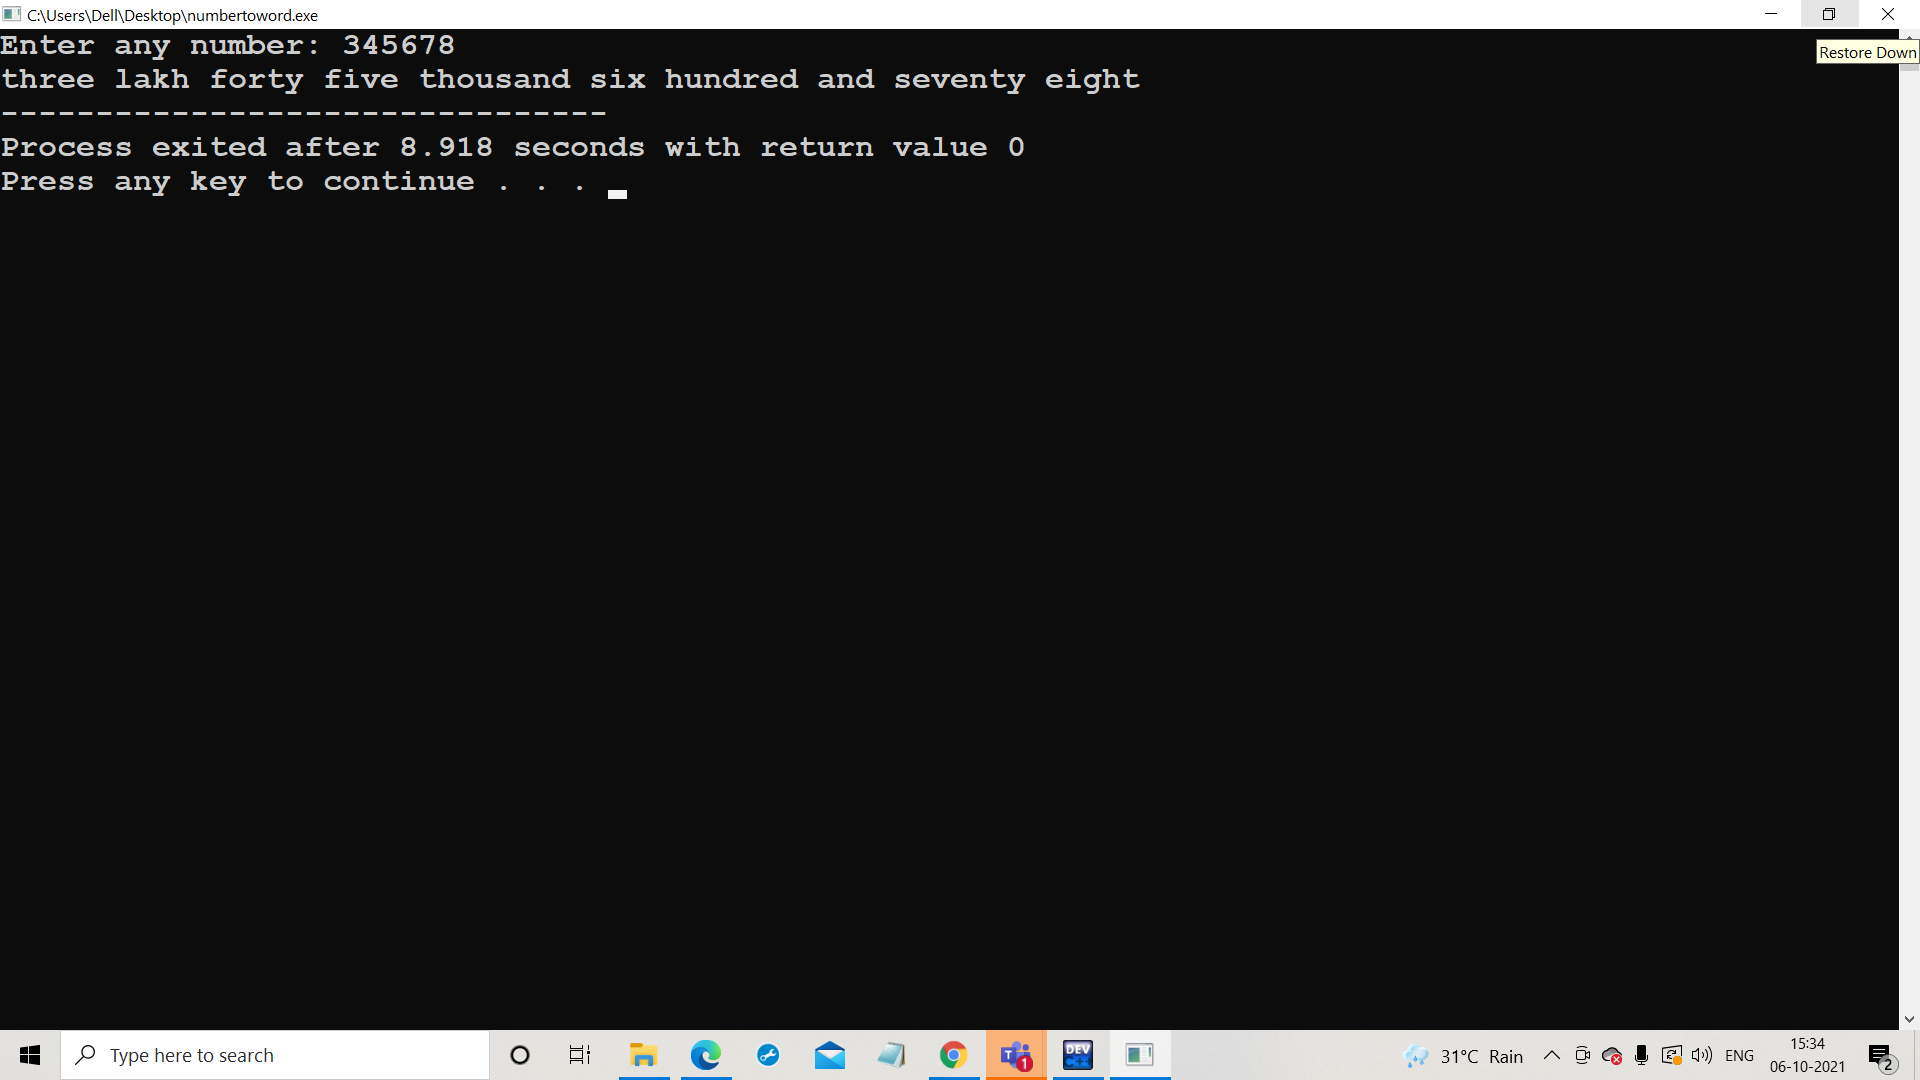 C:\Users\Dell\Desktop\numbertoword.exe
Restore Down
Enter any number: 345678
three lakh forty five thousand six hundred and seventy eight
--------------------------------
Process exited after 8.918 seconds with return value 0
Press any key to continue . . .
Type here to search
T
1
DEV
C++
31°C Rain
ENG
15:34
06-10-2021
2